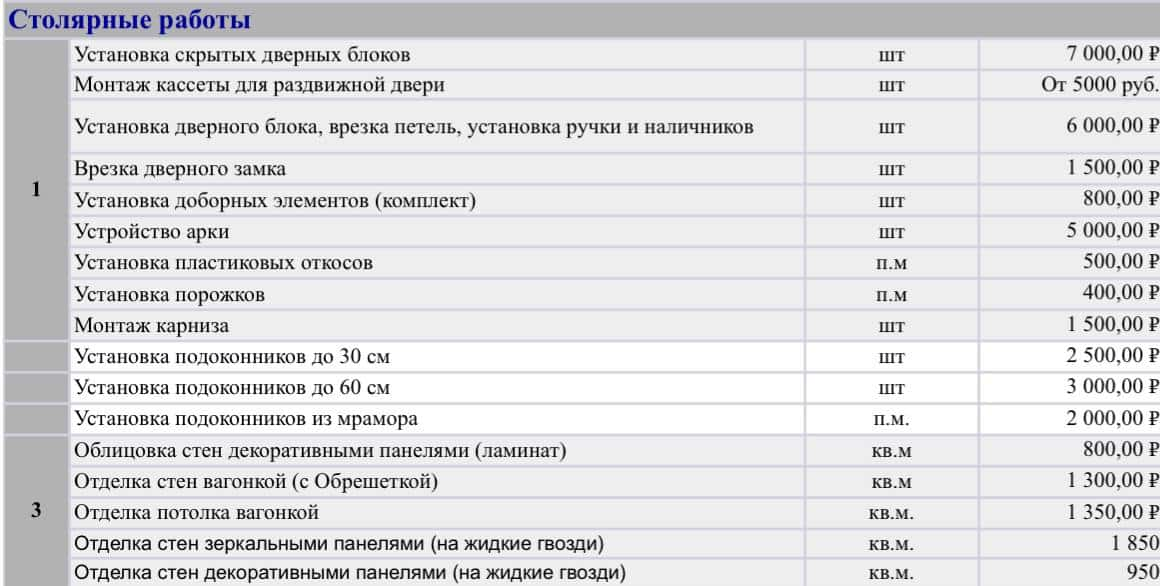 Столярные работы
Установка скрытых дверных блоков шт 7 000,00 ₽
Монтаж кассеты для раздвижной двери шт От 5000 руб.
Установка дверного блока, врезка петель, установка ручки и наличников шт 6 000,00 ₽
Врезка дверного замка шт 1 500,00 ₽
1 Установка доборных элементов (комплект) шт 800,00 ₽
Устройство арки шт 5 000,00 ₽
Установка пластиковых откосов п.м 500,00 ₽
Установка порожков п.м 400,00 ₽
Монтаж карниза шт 1 500,00 ₽
Установка подоконников до 30 см шт 2 500,00 ₽
Установка подоконников до 60 см шт 3 000,00 ₽
Установка подоконников из мрамора п.м. 2 000,00 ₽
Облицовка стен декоративными панелями (ламинат) кв.м 800,00 ₽
Отделка стен вагонкой (с Обрешеткой) кв.м 1 300,00 ₽
3 Отделка потолка вагонкой кв.м. 1 350,00 ₽
Отделка стен зеркальными панелями (на жидкие гвозди) кв.м. 1 850
Отделка стен декоративными панелями (на жидкие гвозди) кв.м. 950